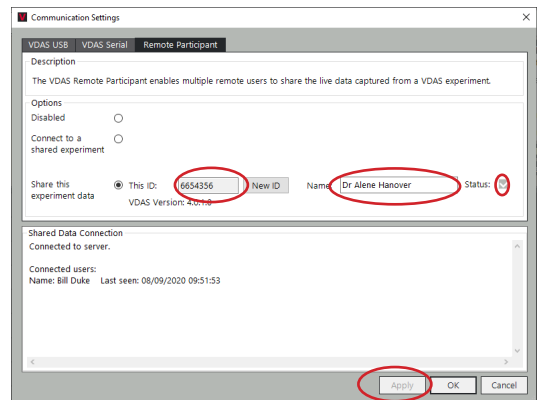 Communication Settings
VDAS USB VDAS Serial Remote Participant
Description
The VDAS Remote Participant enables multiple remote users to share the live data captured from a VDAS experiment.
Options
Disabled
Connect to a
shared experiment
Share this
experiment data
This ID: 6654356 New ID Name Dr Alene Hanover Status:
VDAS Version: 4.0.1.0
Shared Data Connection
Connected to server.
Connected users:
Name: Bill Duke Last seen: 08/09/2020 09:51:53
Apply OK Cancel